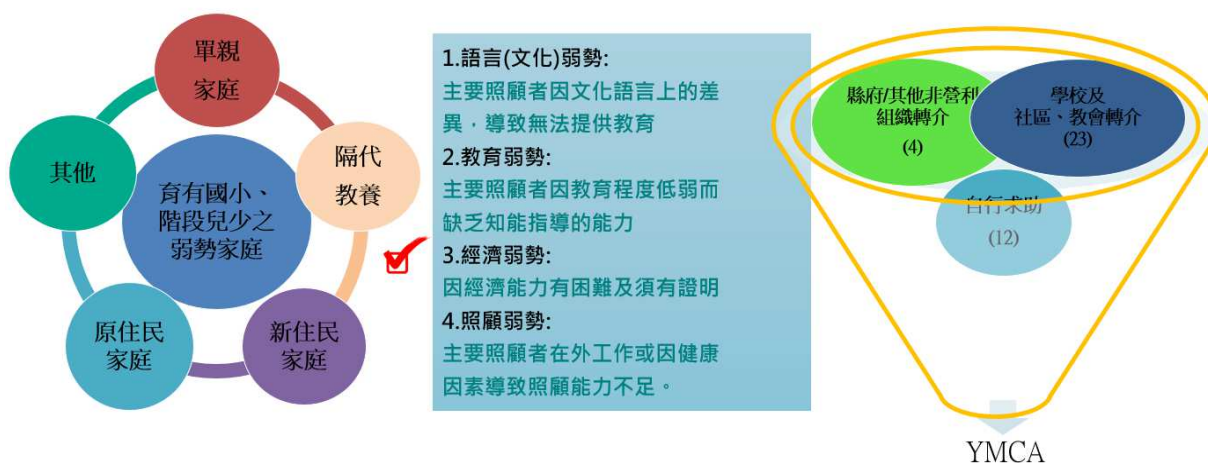 單親
家庭
隔代
教養
新住民
家庭
原住民
家庭
其他
育有國小、
階段兒少之
弱勢家庭
1.語言(文化)弱勢:
主要照顧者因文化語言上的差
異，導致無法提供教育
2.教育弱勢:
主要照顧者因教育程度低弱而
缺乏知能指導的能力
3.經濟弱勢:
因經濟能力有困難及須有證明
4.照顧弱勢:
主要照顧者在外工作或因健康
因素導致照顧能力不足。
縣府/其他非營利
組織轉介
(4)
學校及
社區、教會轉介
(23)
自行求助
(12)
YMCA